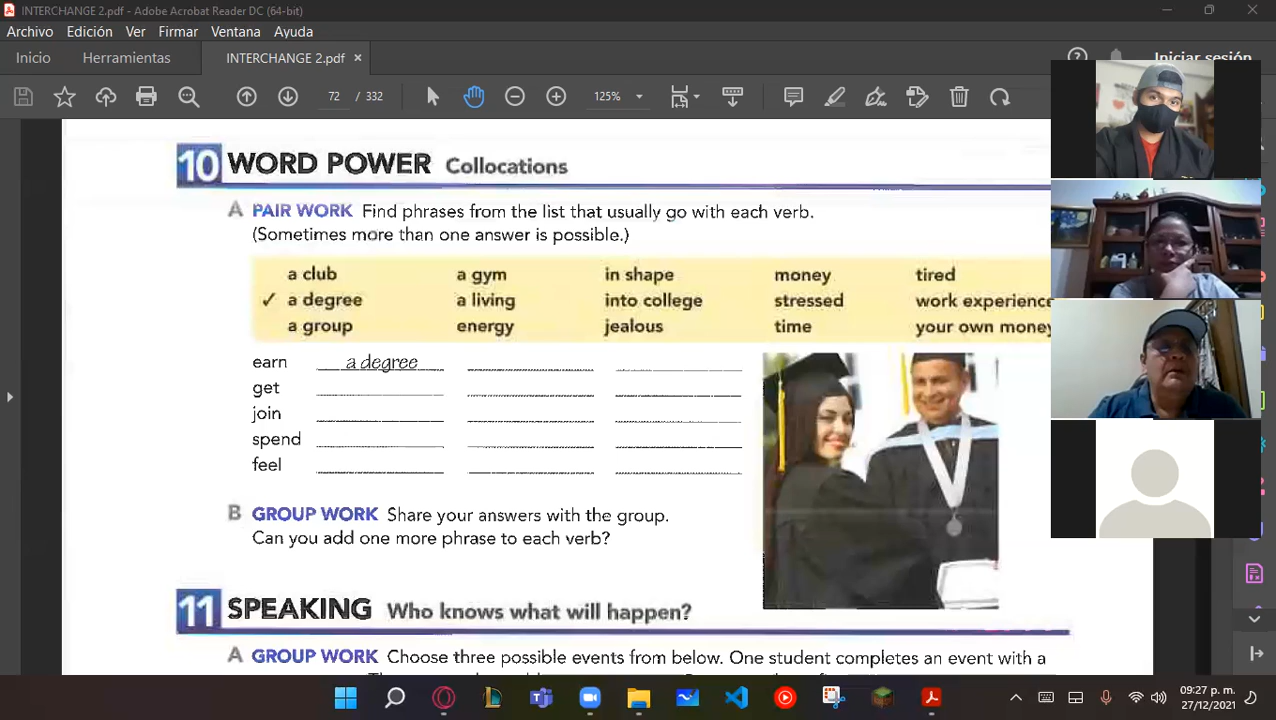 INTERCHANGE 2.pdf - Adobe Acrobat Reader DC (64-bit)
Archivo Edición Ver Firmar Ventana Ayuda
Inicio Herramientas INTERCHANGE 2.pdf × Iniciar sesión
72 / 332 125%
10 WORD POWER Collocations
A PAIR WORK Find phrases from the list that usually go with each verb.
(Sometimes more than one answer is possible.)
a club a gym in shape money tired
✓ a degree a living into college stressed work experience
a group energy jealous time your own money
earn a degree
get
join
spend
feel
B GROUP WORK Share your answers with the group.
Can you add one more phrase to each verb?
11 SPEAKING Who knows what will happen?
A GROUP WORK Choose three possible events from below. One student completes an event with a
09:27 p. m.
27/12/2021